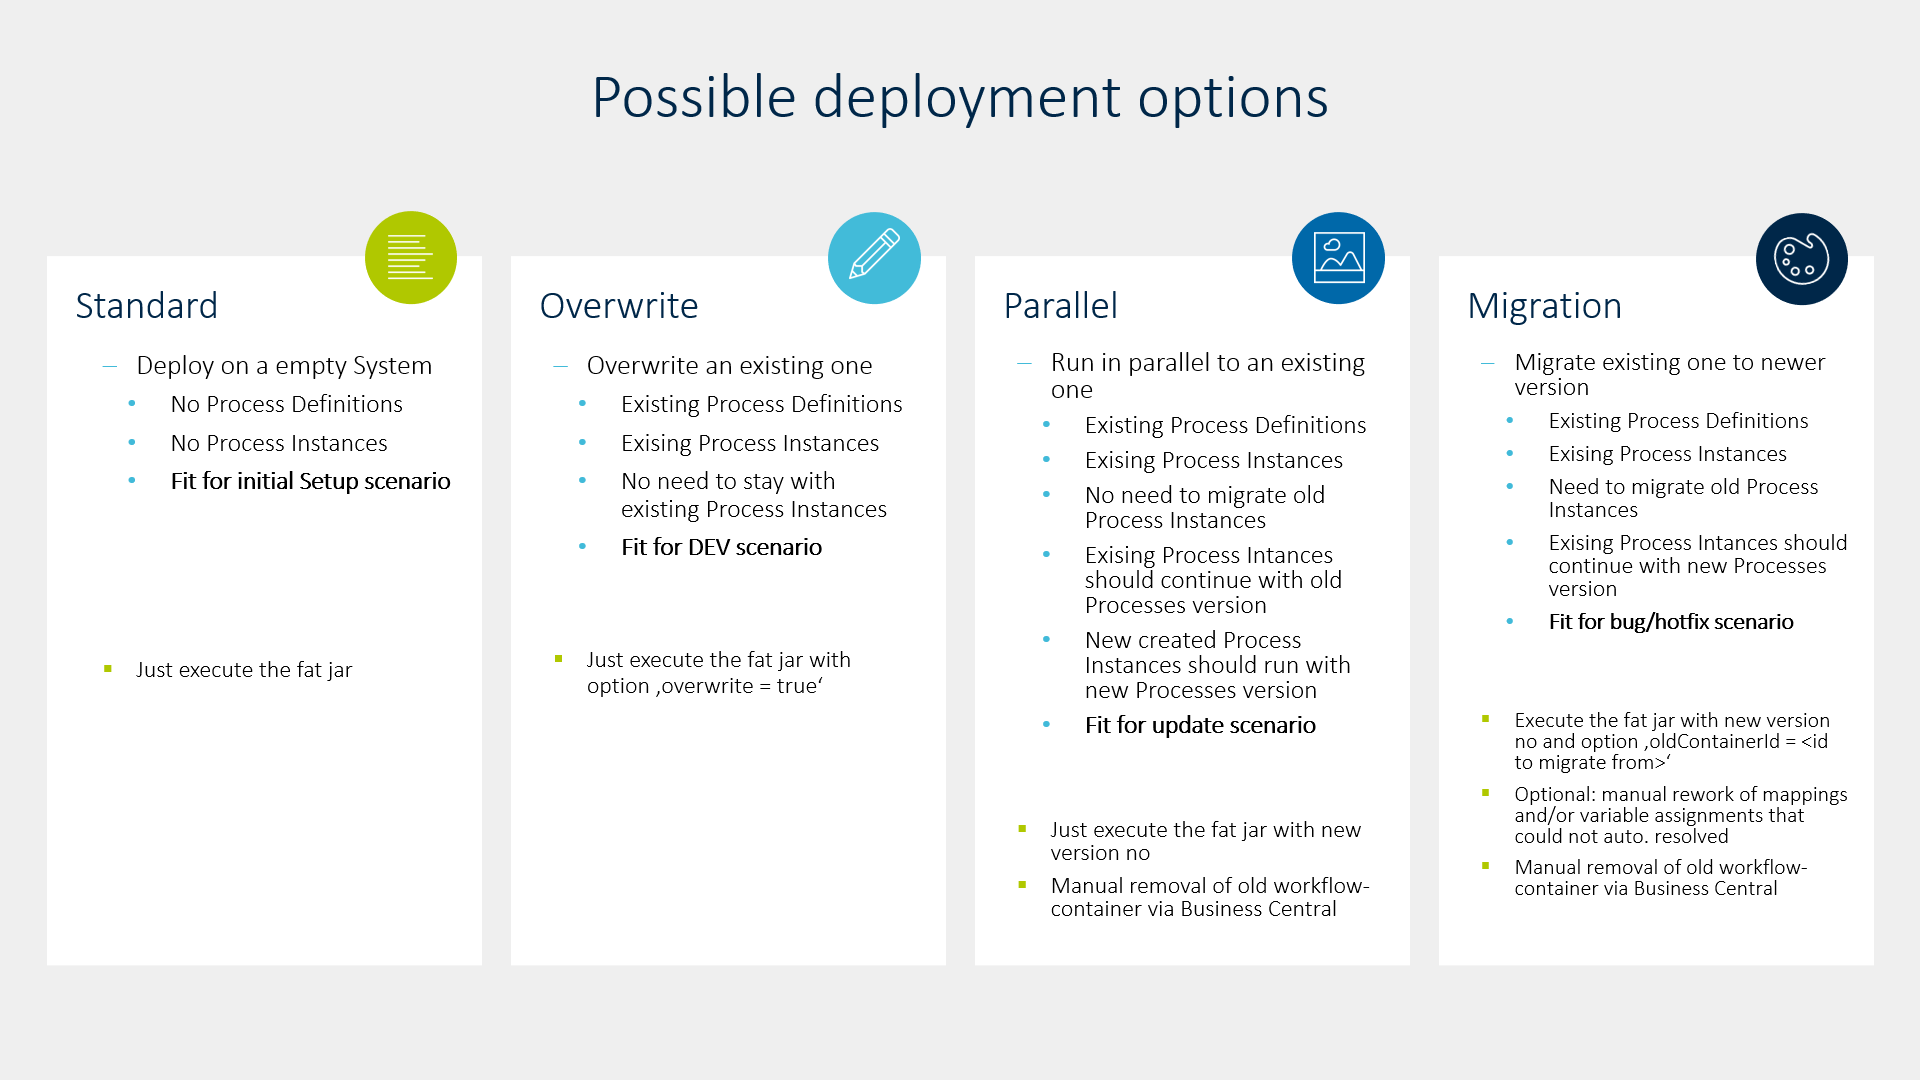 Possible deployment options
Standard
– Deploy on a empty System
• No Process Definitions
• No Process Instances
• Fit for initial Setup scenario
▪ Just execute the fat jar
Overwrite
– Overwrite an existing one
• Existing Process Definitions
• Exising Process Instances
• No need to stay with
existing Process Instances
• Fit for DEV scenario
▪ Just execute the fat jar with
option ‚overwrite = true‘
Parallel
– Run in parallel to an existing
one
• Existing Process Definitions
• Exising Process Instances
• No need to migrate old
Process Instances
• Exising Process Intances
should continue with old
Processes version
• New created Process
Instances should run with
new Processes version
• Fit for update scenario
▪ Just execute the fat jar with new
version no
▪ Manual removal of old workflow-
container via Business Central
Migration
– Migrate existing one to newer
version
• Existing Process Definitions
• Exising Process Instances
• Need to migrate old Process
Instances
• Exising Process Intances should
continue with new Processes
version
• Fit for bug/hotfix scenario
▪ Execute the fat jar with new version
no and option ‚oldContainerId = <id
to migrate from>‘
▪ Optional: manual rework of mappings
and/or variable assignments that
could not auto. resolved
▪ Manual removal of old workflow-
container via Business Central